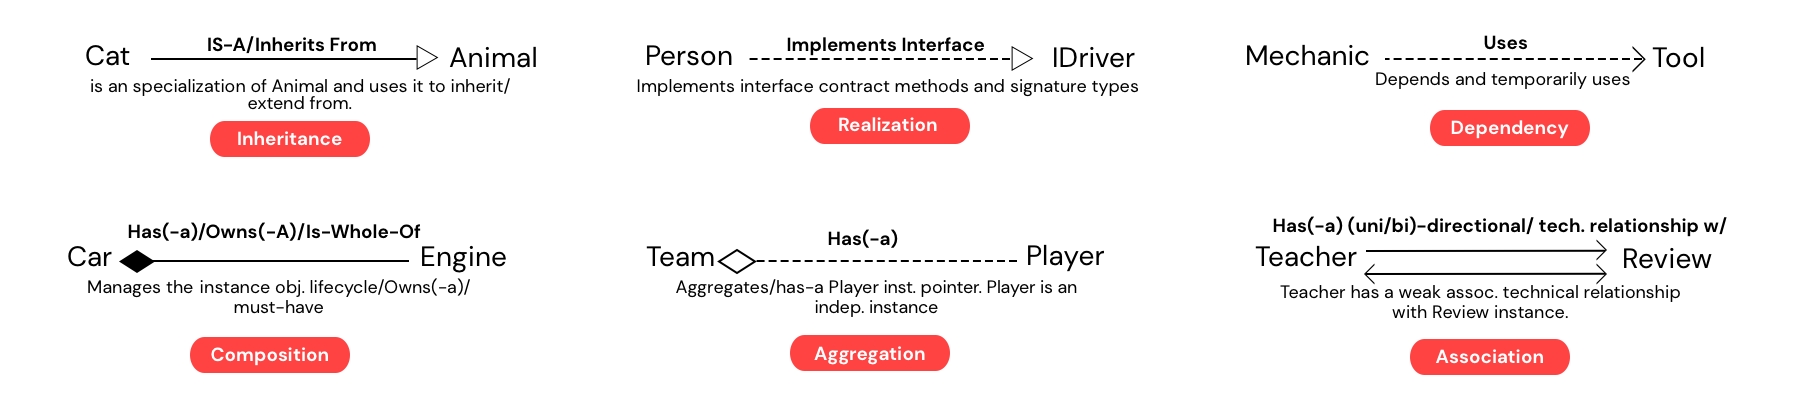 Cat
IS-A/Inherits From
Animal
is an specialization of Animal and uses it to inherit/
extend from.
Inheritance
Person
Implements Interface
IDriver
Implements interface contract methods and signature types
Realization
Mechanic
Uses
Tool
Depends and temporarily uses
Dependency
Has(-a)/Owns(-A)/Is-Whole-Of
Car
Engine
Manages the instance obj. lifecycle/Owns(-a)/
must-have
Composition
Team
Has(-a)
Player
Aggregates/has-a Player inst. pointer. Player is an
indep. instance
Aggregation
Has(-a) (uni/bi)-directional/ tech. relationship w/
Teacher
Review
Teacher has a weak assoc. technical relationship
with Review instance.
Association